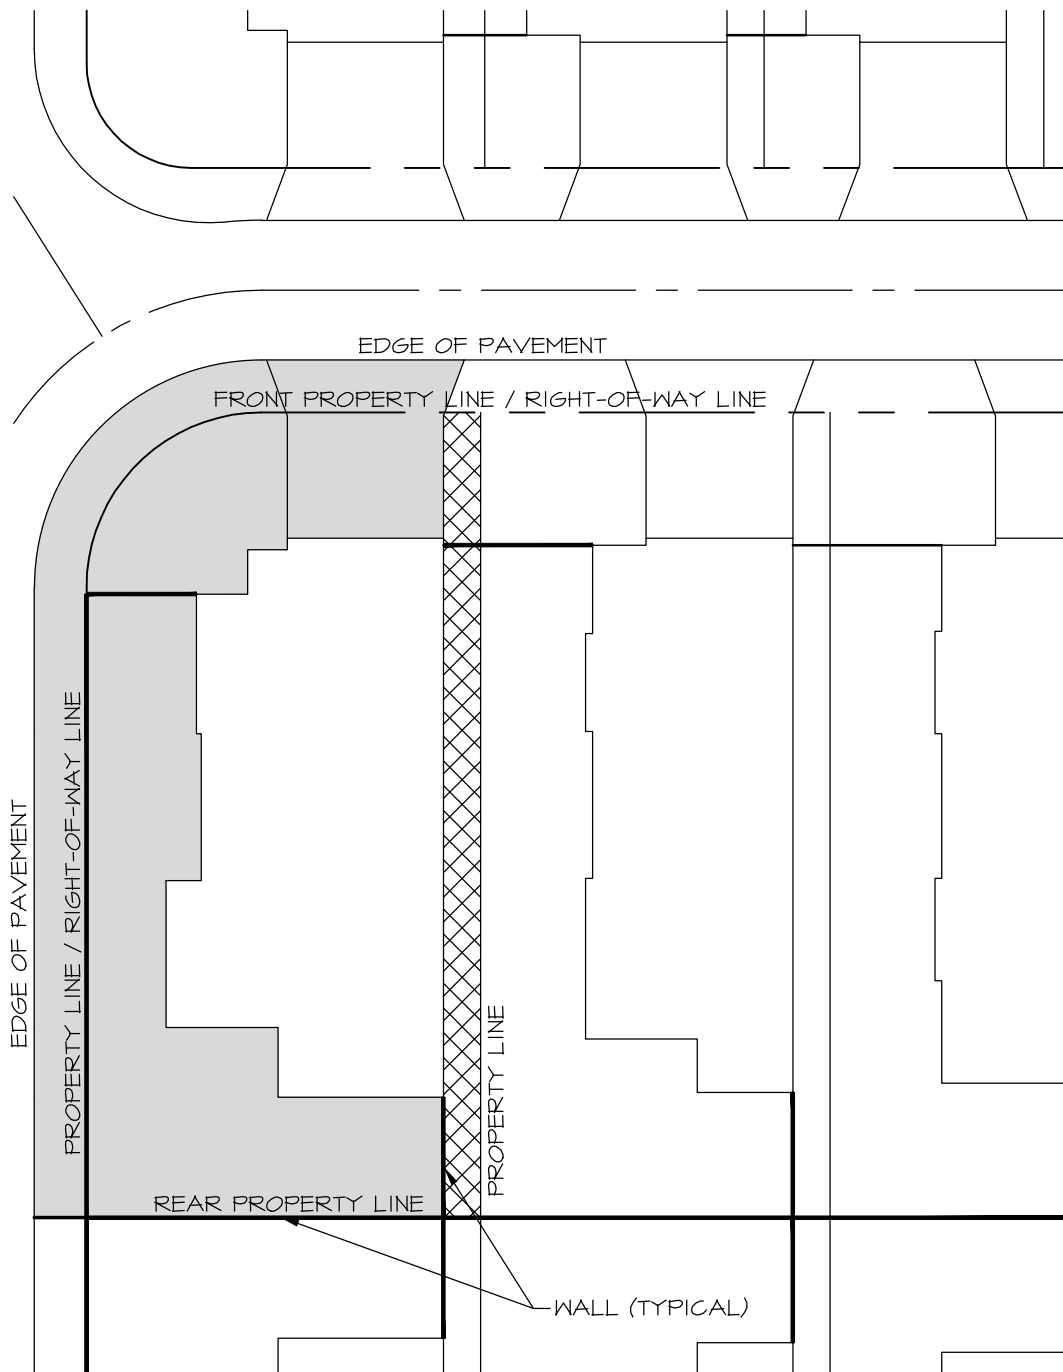 EDGE OF PAVEMENT
FRONT PROPERTY LINE / RIGHT-OF-WAY LINE
PROPERTY LINE / RIGHT-OF-WAY LINE
EDGE OF PAVEMENT
PROPERTY LINE
REAR PROPERTY LINE
WALL (TYPICAL)